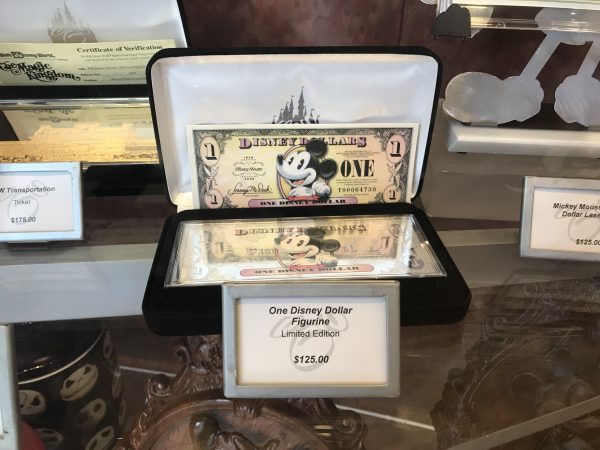 Certificate of Verification
The Magic
Kingdom
W Transportation
Ticket
$175.00
DISNEY DOLLARS
1
1
Mickey Mouse
ONE
T00064739
ONE DISNEY DOLLAR
DISNEY DOLLARS
ONE DISNEY DOLLAR
One Disney Dollar
Figurine
Limited Edition
$125.00
Mickey Mouse
Dollar Lase
$125.0